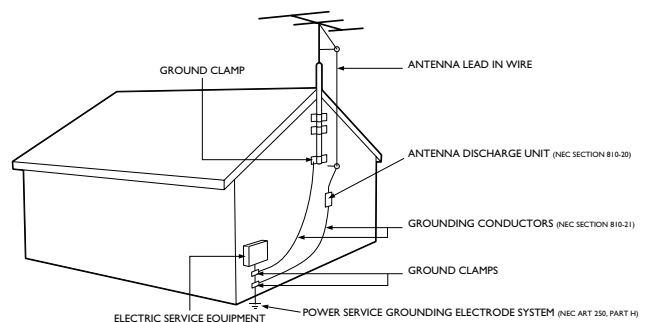 GROUND CLAMP
ANTENNA LEAD IN WIRE
ANTENNA DISCHARGE UNIT (NEC SECTION 810-20)
GROUNDING CONDUCTORS (NEC SECTION 810-21)
GROUND CLAMPS
POWER SERVICE GROUNDING ELECTRODE SYSTEM (NEC ART 250, PART H)
ELECTRIC SERVICE EQUIPMENT